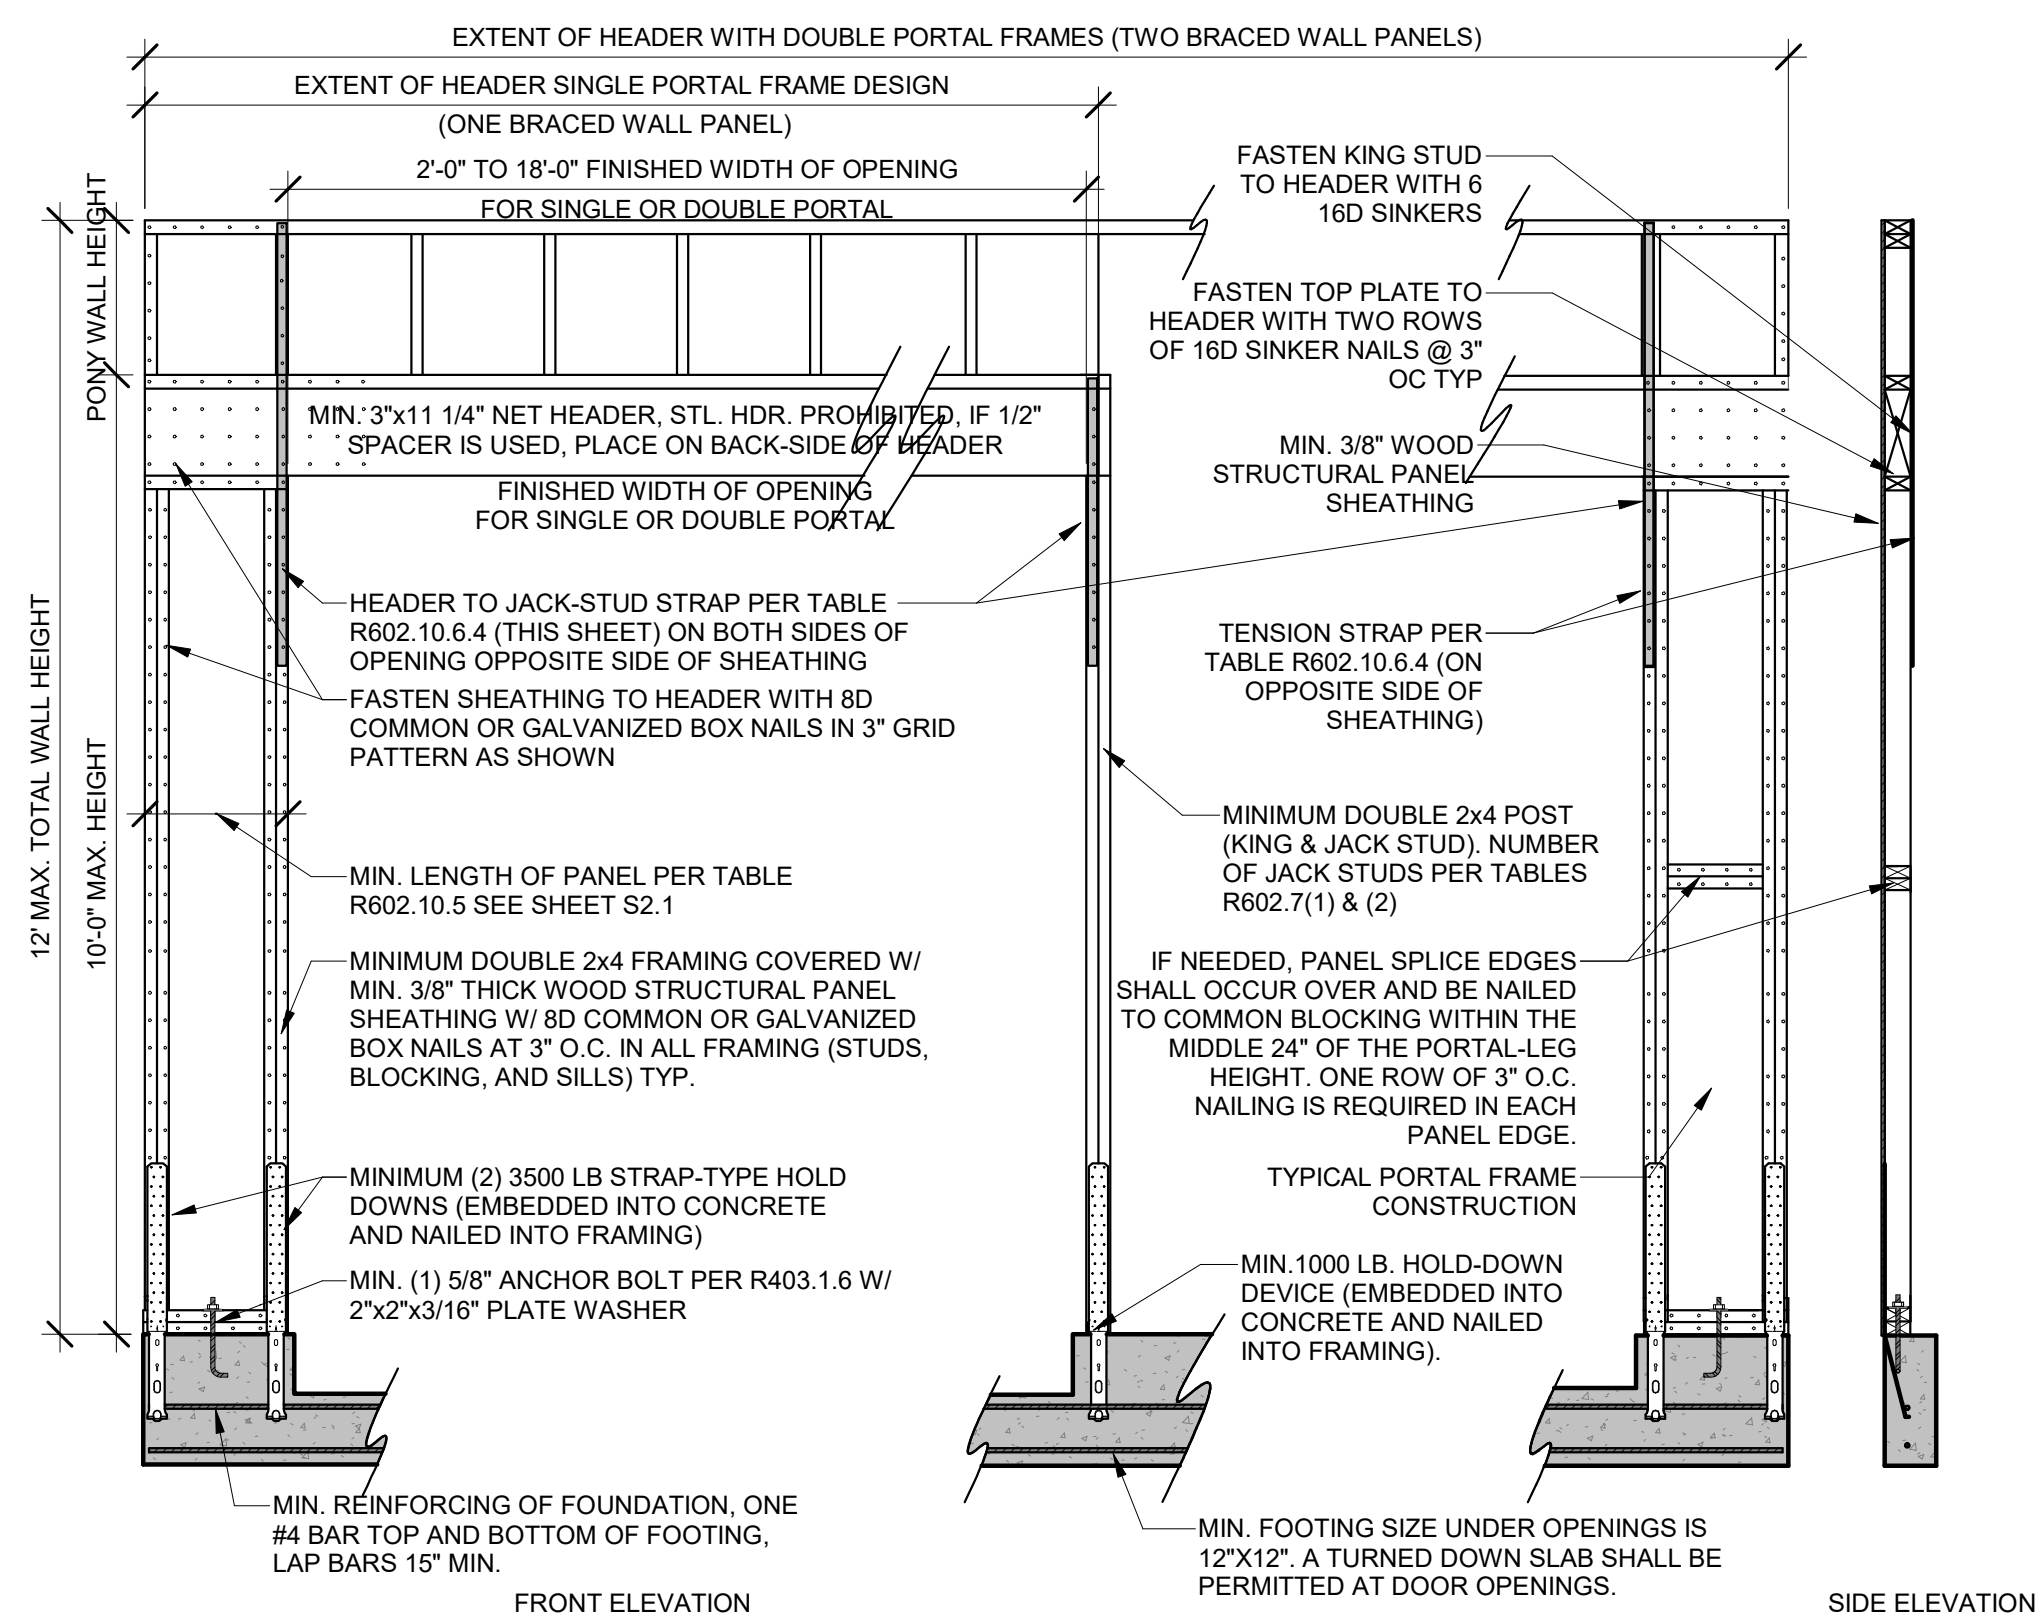 EXTENT OF HEADER WITH DOUBLE PORTAL FRAMES (TWO BRACED WALL PANELS)
EXTENT OF HEADER SINGLE PORTAL FRAME DESIGN
(ONE BRACED WALL PANEL)
2'-0" TO 18'-0" FINISHED WIDTH OF OPENING
FOR SINGLE OR DOUBLE PORTAL
FASTEN KING STUD
TO HEADER WITH 6
16D SINKERS
PONY WALL HEIGHT
FASTEN TOP PLATE TO
HEADER WITH TWO ROWS
OF 16D SINKER NAILS @ 3"
OC TYP
MIN. 3"x11 1/4" NET HEADER, STL. HDR. PROHIBITED, IF 1/2"
SPACER IS USED, PLACE ON BACK-SIDE OF HEADER
MIN. 3/8" WOOD
STRUCTURAL PANEL
SHEATHING
FINISHED WIDTH OF OPENING
FOR SINGLE OR DOUBLE PORTAL
12' MAX. TOTAL WALL HEIGHT
10'-0" MAX. HEIGHT
HEADER TO JACK-STUD STRAP PER TABLE
R602.10.6.4 (THIS SHEET) ON BOTH SIDES OF
OPENING OPPOSITE SIDE OF SHEATHING
TENSION STRAP PER
TABLE R602.10.6.4 (ON
OPPOSITE SIDE OF
SHEATHING)
FASTEN SHEATHING TO HEADER WITH 8D
COMMON OR GALVANIZED BOX NAILS IN 3" GRID
PATTERN AS SHOWN
MINIMUM DOUBLE 2x4 POST
(KING & JACK STUD). NUMBER
OF JACK STUDS PER TABLES
R602.7(1) & (2)
MIN. LENGTH OF PANEL PER TABLE
R602.10.5 SEE SHEET S2.1
MINIMUM DOUBLE 2x4 FRAMING COVERED W/
MIN. 3/8" THICK WOOD STRUCTURAL PANEL
SHEATHING W/ 8D COMMON OR GALVANIZED
BOX NAILS AT 3" O.C. IN ALL FRAMING (STUDS,
BLOCKING, AND SILLS) TYP.
IF NEEDED, PANEL SPLICE EDGES
SHALL OCCUR OVER AND BE NAILED
TO COMMON BLOCKING WITHIN THE
MIDDLE 24" OF THE PORTAL-LEG
HEIGHT. ONE ROW OF 3" O.C.
NAILING IS REQUIRED IN EACH
PANEL EDGE.
MINIMUM (2) 3500 LB STRAP-TYPE HOLD
DOWNS (EMBEDDED INTO CONCRETE
AND NAILED INTO FRAMING)
TYPICAL PORTAL FRAME
CONSTRUCTION
MIN. (1) 5/8" ANCHOR BOLT PER R403.1.6 W/
2"x2"x3/16" PLATE WASHER
MIN.1000 LB. HOLD-DOWN
DEVICE (EMBEDDED INTO
CONCRETE AND NAILED
INTO FRAMING).
MIN. REINFORCING OF FOUNDATION, ONE
#4 BAR TOP AND BOTTOM OF FOOTING,
LAP BARS 15" MIN.
MIN. FOOTING SIZE UNDER OPENINGS IS
12"X12". A TURNED DOWN SLAB SHALL BE
PERMITTED AT DOOR OPENINGS.
FRONT ELEVATION
SIDE ELEVATION